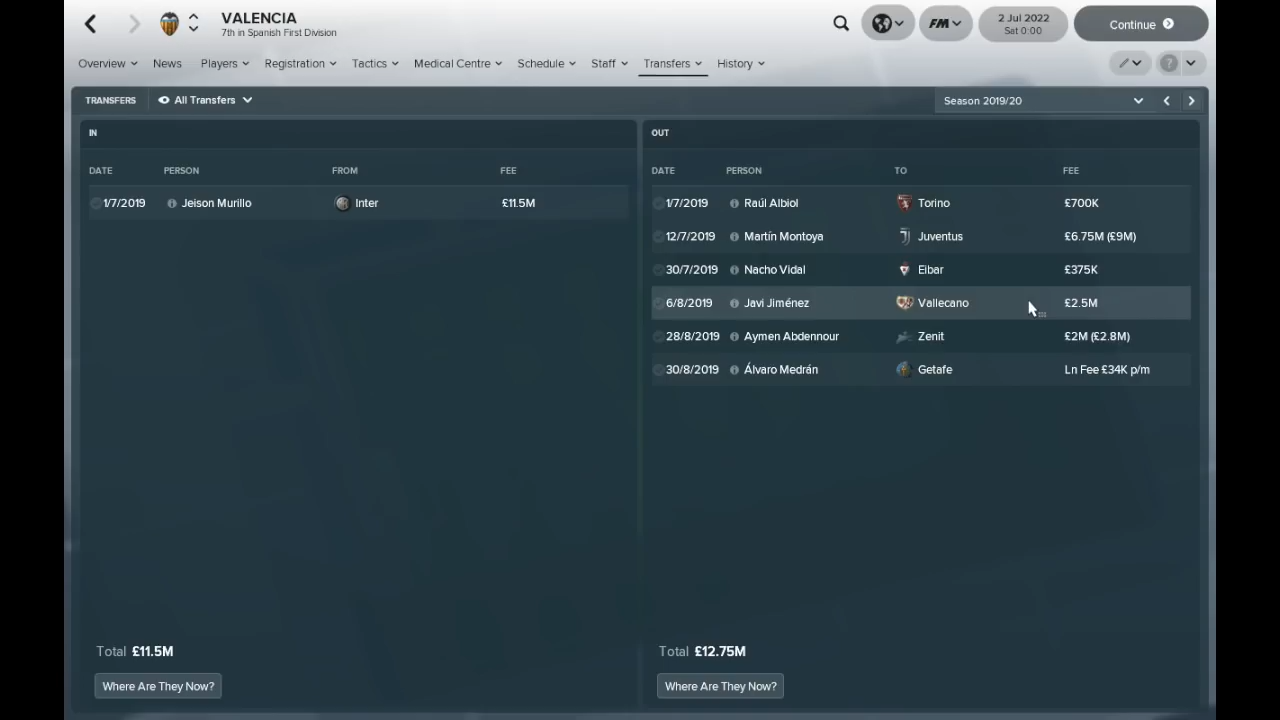 VALENCIA
7th in Spanish First Division
FM
2 Jul 2022
Sat 0:00
Continue
Overview News Players Registration Tactics Medical Centre Schedule Staff Transfers History
?
TRANSFERS All Transfers Season 2019/20
IN
DATE PERSON FROM FEE
1/7/2019 Jeison Murillo Inter £11.5M
Total £11.5M
Where Are They Now?
OUT
DATE PERSON TO FEE
1/7/2019 Raúl Albiol Torino £700K
12/7/2019 Martín Montoya Juventus £6.75M (£9M)
30/7/2019 Nacho Vidal Eibar £375K
6/8/2019 Javi Jiménez Vallecano £2.5M
28/8/2019 Aymen Abdennour Zenit £2M (£2.8M)
30/8/2019 Álvaro Medrán Getafe Ln Fee £34K p/m
Total £12.75M
Where Are They Now?